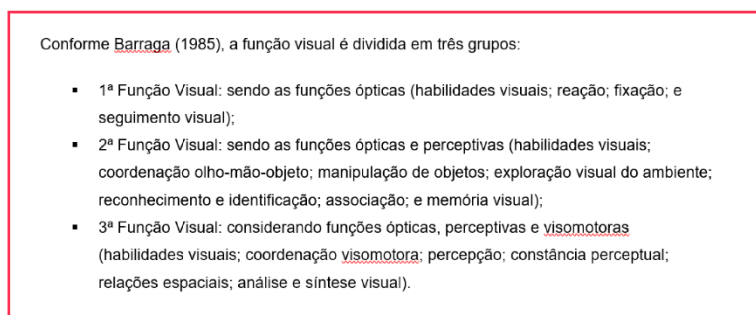 Conforme Barraga (1985), a função visual é dividida em três grupos:
▪ 1ª Função Visual: sendo as funções ópticas (habilidades visuais; reação; fixação; e
seguimento visual);
▪ 2ª Função Visual: sendo as funções ópticas e perceptivas (habilidades visuais;
coordenação olho-mão-objeto; manipulação de objetos; exploração visual do ambiente;
reconhecimento e identificação; associação; e memória visual);
▪ 3ª Função Visual: considerando funções ópticas, perceptivas e visomotoras
(habilidades visuais; coordenação visomotora; percepção; constância perceptual;
relações espaciais; análise e síntese visual).